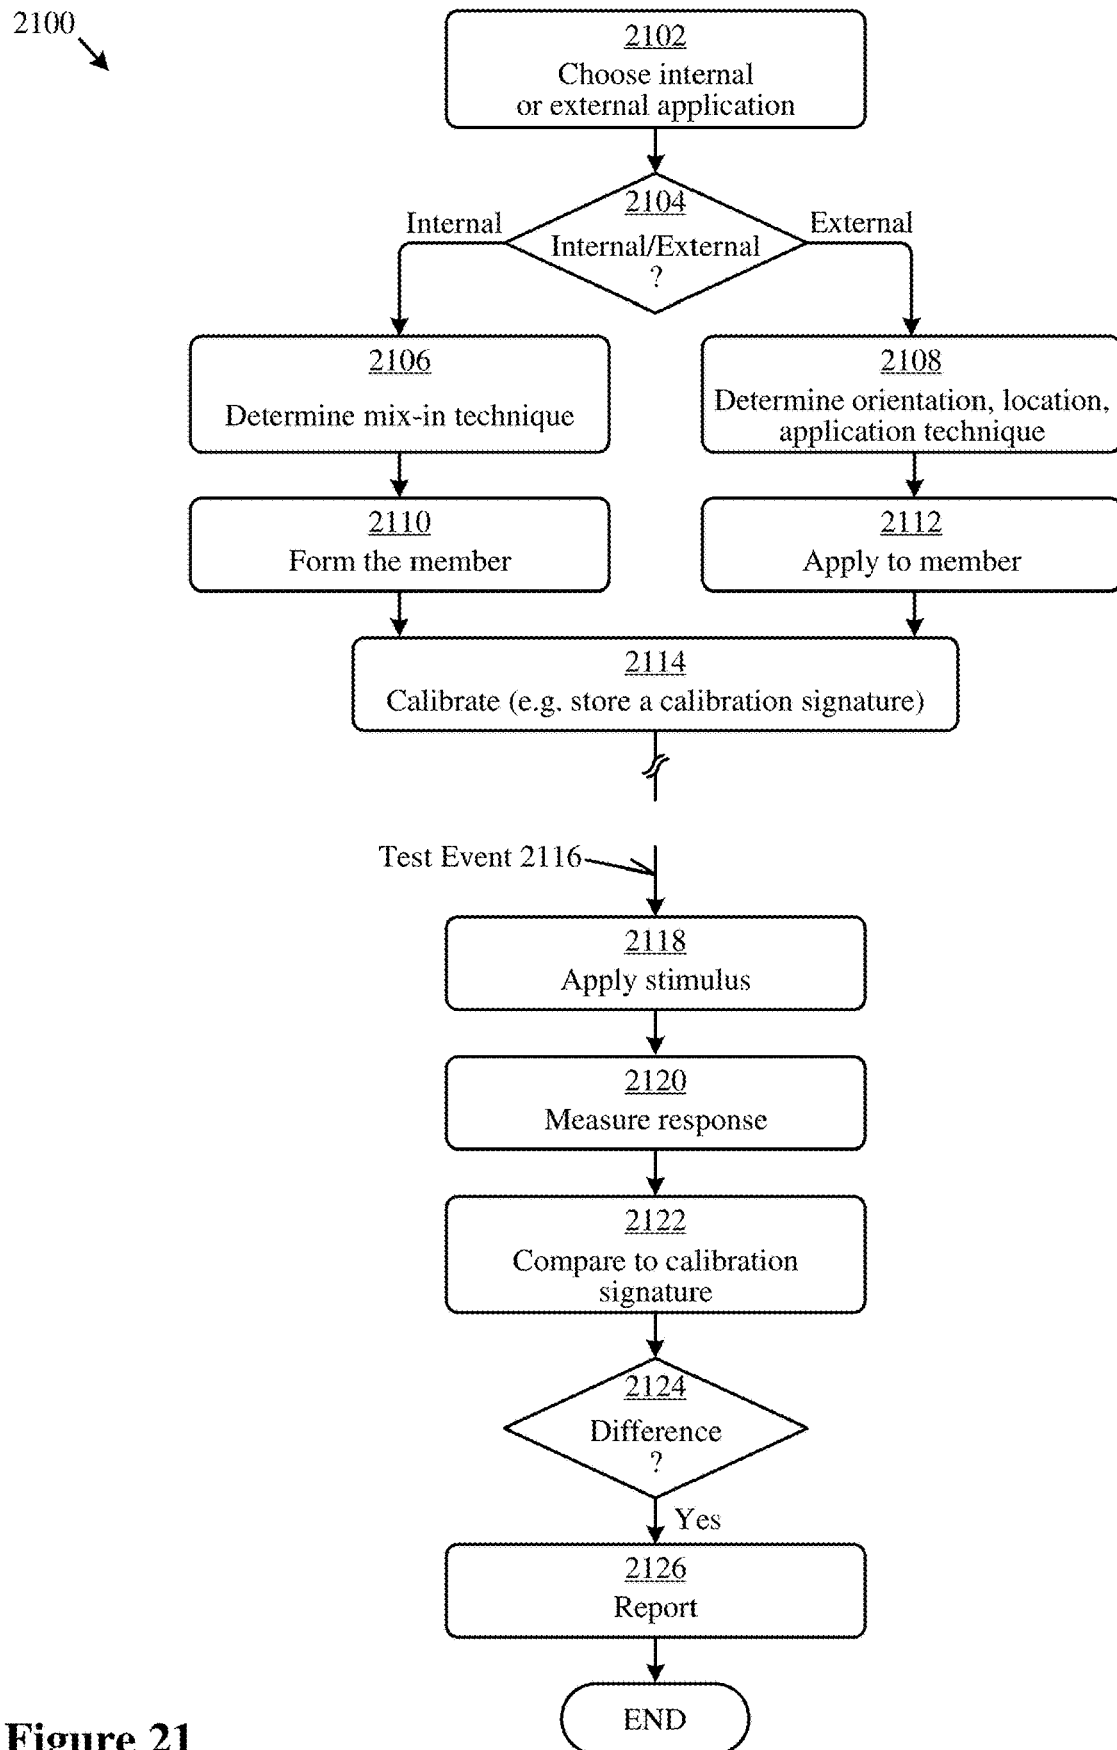 2100
2102
Choose internal
or external application
2104
Internal/External
?
Internal
External
2106
Determine mix-in technique
2108
Determine orientation, location,
application technique
2110
Form the member
2112
Apply to member
2114
Calibrate (e.g. store a calibration signature)
Test Event 2116
2118
Apply stimulus
2120
Measure response
2122
Compare to calibration
signature
2124
Difference
?
Yes
2126
Report
END
Figure 21